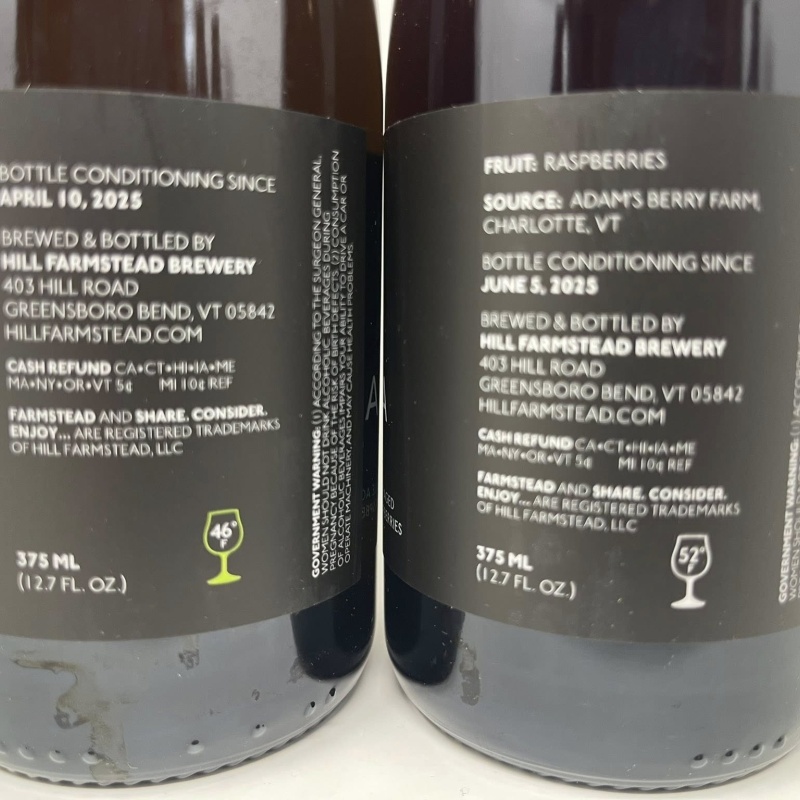 BOTTLE CONDITIONING SINCE
APRIL 10, 2025
BREWED & BOTTLED BY
HILL FARMSTEAD BREWERY
403 HILL ROAD
GREENSBORO BEND, VT 05842
HILLFARMSTEAD.COM
CASH REFUND CA•CT•HI•IA•ME
MA•NY•OR•VT 5¢ MI 10¢ REF
FARMSTEAD AND SHARE. CONSIDER.
ENJOY... ARE REGISTERED TRADEMARKS
OF HILL FARMSTEAD, LLC
46°
F
375 ML
(12.7 FL. OZ.)
GOVERNMENT WARNING: (1) ACCORDING TO THE SURGEON GENERAL,
WOMEN SHOULD NOT DRINK ALCOHOLIC BEVERAGES DURING
PREGNANCY BECAUSE OF THE RISK OF BIRTH DEFECTS. (2) CONSUMPTION
OF ALCOHOLIC BEVERAGES IMPAIRS YOUR ABILITY TO DRIVE A CAR OR
OPERATE MACHINERY, AND MAY CAUSE HEALTH PROBLEMS.
FRUIT: RASPBERRIES
SOURCE: ADAM'S BERRY FARM,
CHARLOTTE, VT
BOTTLE CONDITIONING SINCE
JUNE 5, 2025
BREWED & BOTTLED BY
HILL FARMSTEAD BREWERY
403 HILL ROAD
GREENSBORO BEND, VT 05842
HILLFARMSTEAD.COM
CASH REFUND CA•CT•HI•IA•ME
MA•NY•OR•VT 5¢ MI 10¢ REF
FARMSTEAD AND SHARE. CONSIDER.
ENJOY... ARE REGISTERED TRADEMARKS
OF HILL FARMSTEAD, LLC
52°
F
375 ML
(12.7 FL. OZ.)
GOVERNMENT WARNING: (1)
WOMEN